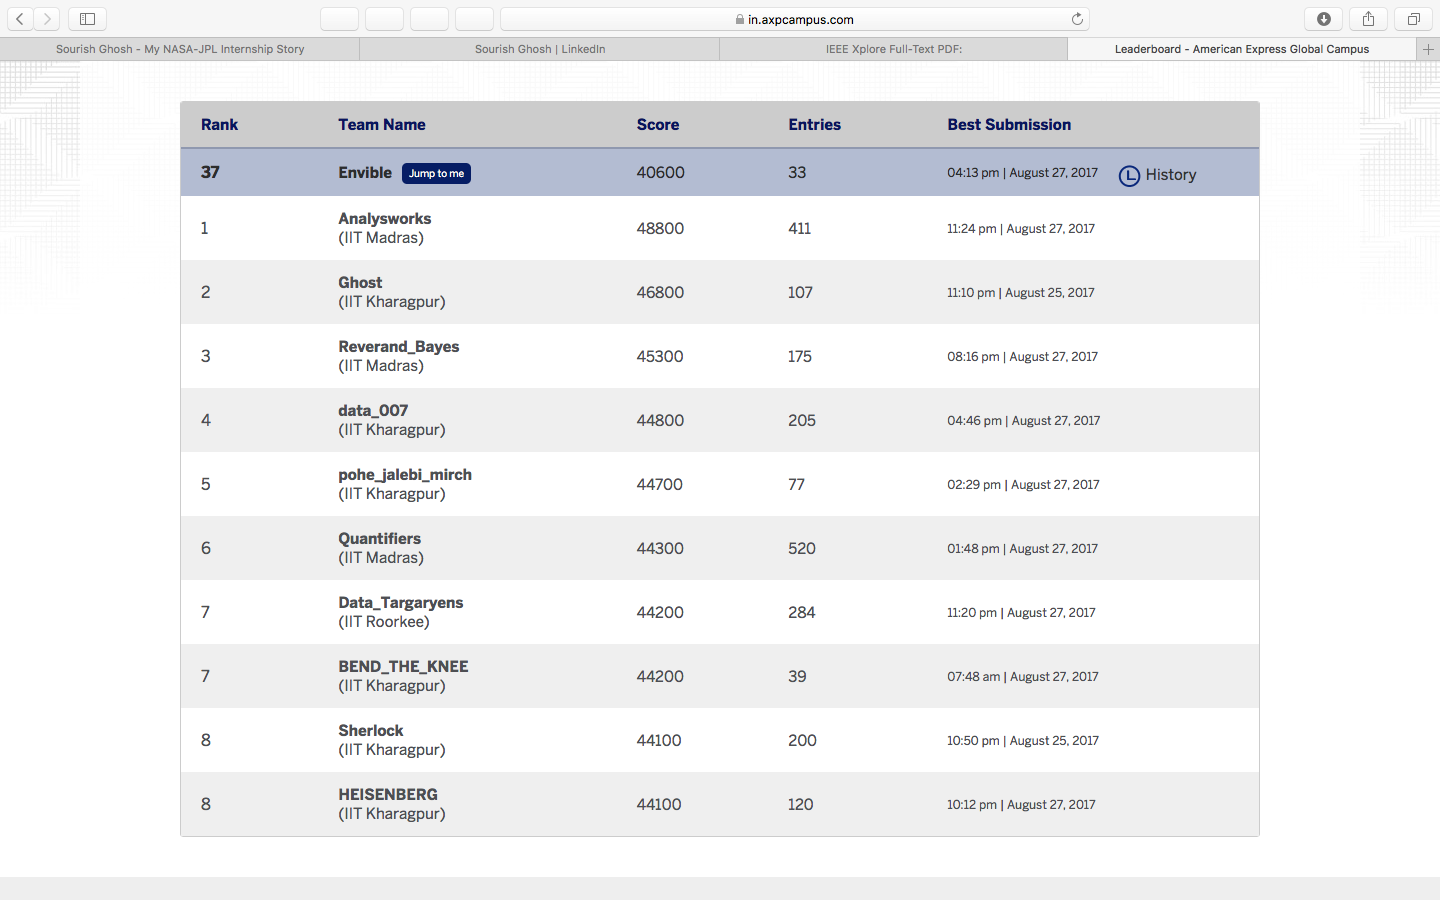 in.axpcampus.com
Sourish Ghosh - My NASA-JPL Internship Story
Sourish Ghosh | LinkedIn
IEEE Xplore Full-Text PDF:
Leaderboard - American Express Global Campus
Rank Team Name Score Entries Best Submission
37 Envible Jump to me 40600 33 04:13 pm | August 27, 2017 History
1 Analysworks 48800 411 11:24 pm | August 27, 2017
(IIT Madras)
2 Ghost 46800 107 11:10 pm | August 25, 2017
(IIT Kharagpur)
3 Reverand_Bayes 45300 175 08:16 pm | August 27, 2017
(IIT Madras)
4 data_007 44800 205 04:46 pm | August 27, 2017
(IIT Kharagpur)
5 pohe_jalebi_mirch 44700 77 02:29 pm | August 27, 2017
(IIT Kharagpur)
6 Quantifiers 44300 520 01:48 pm | August 27, 2017
(IIT Madras)
7 Data_Targaryens 44200 284 11:20 pm | August 27, 2017
(IIT Roorkee)
7 BEND_THE_KNEE 44200 39 07:48 am | August 27, 2017
(IIT Kharagpur)
8 Sherlock 44100 200 10:50 pm | August 25, 2017
(IIT Kharagpur)
8 HEISENBERG 44100 120 10:12 pm | August 27, 2017
(IIT Kharagpur)